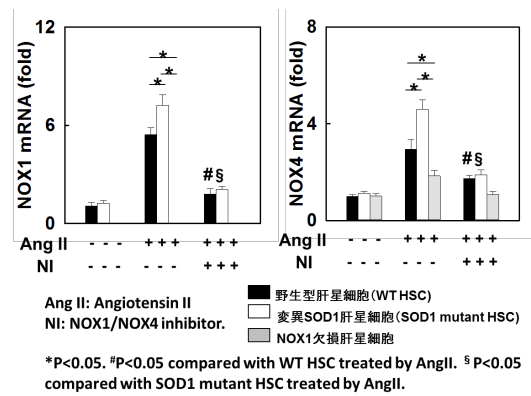 12
6
0
NOX1 mRNA (fold)
*
*
*
#§
Ang II - - - + + + + + +
NI - - - - - - + + +
8
4
0
NOX4 mRNA (fold)
*
*
*
#§
Ang II - - - + + + + + +
NI - - - - - - + + +
Ang II: Angiotensin II
NI: NOX1/NOX4 inhibitor.
野生型肝星細胞(WT HSC)
変異SOD1肝星細胞(SOD1 mutant HSC)
NOX1欠損肝星細胞
*P<0.05. #P<0.05 compared with WT HSC treated by AngII. § P<0.05
compared with SOD1 mutant HSC treated by AngII.